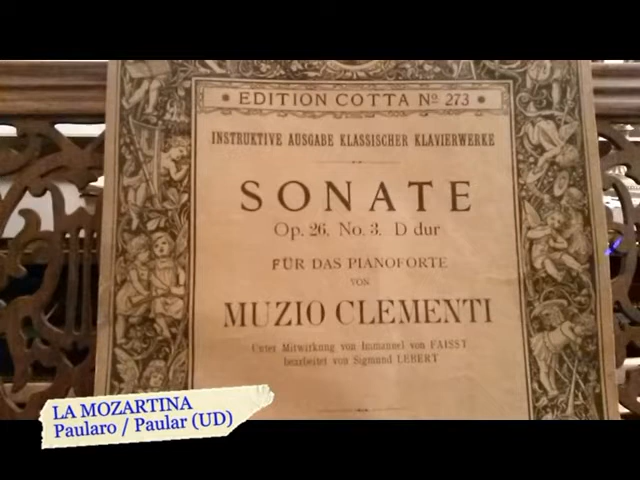 EDITION COTTA Nº 273
INSTRUKTIVE AUSGABE KLASSISCHER KLAVIERWERKE
SONATE
Op. 26. No. 3. D dur
FÜR DAS PIANOFORTE
VON
MUZIO CLEMENTI
Unter Mitwirkung von Immanuel von FAISST
bearbeitet von Sigmund LEBERT
LA MOZARTINA
Paularo / Paular (UD)